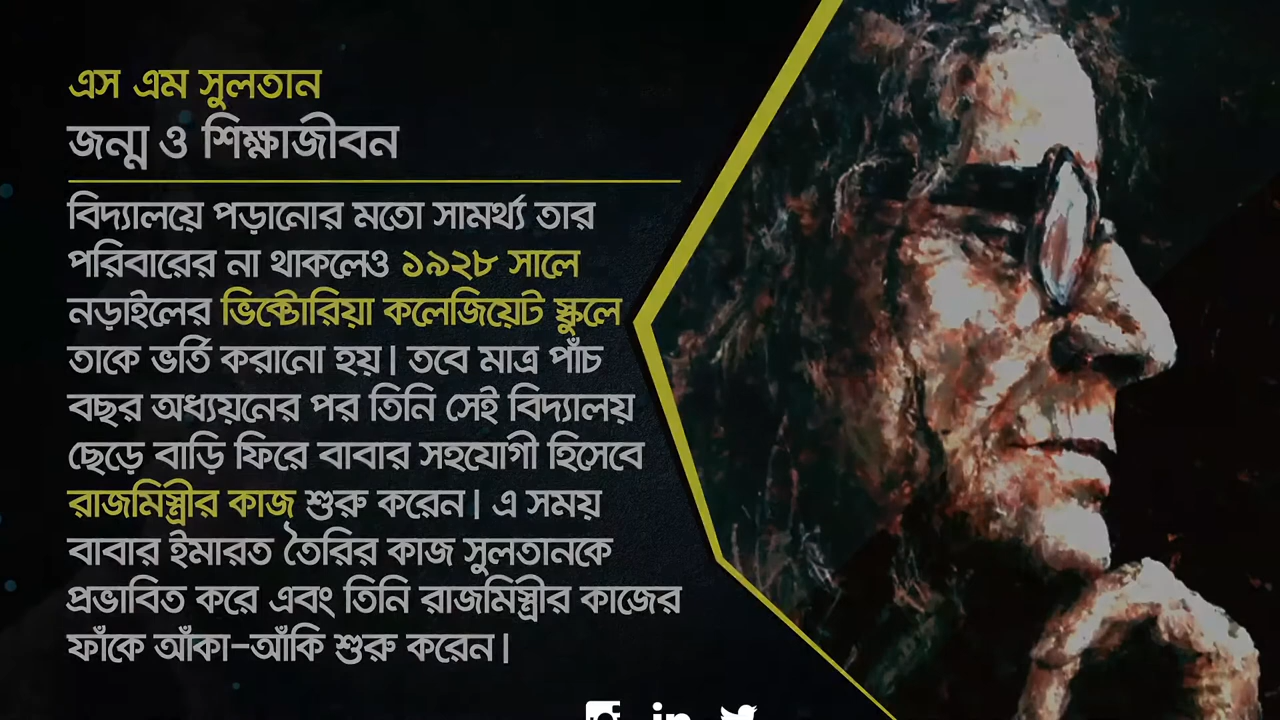 এস এম সুলতান
জন্ম ও শিক্ষাজীবন
বিদ্যালয়ে পড়ানোর মতো সামর্থ্য তার
পরিবারের না থাকলেও ১৯২৮ সালে
নড়াইলের ভিক্টোরিয়া কলেজিয়েট স্কুলে
তাকে ভর্তি করানো হয়। তবে মাত্র পাঁচ
বছর অধ্যয়নের পর তিনি সেই বিদ্যালয়
ছেড়ে বাড়ি ফিরে বাবার সহযোগী হিসেবে
রাজমিস্ত্রীর কাজ শুরু করেন। এ সময়
বাবার ইমারত তৈরির কাজ সুলতানকে
প্রভাবিত করে এবং তিনি রাজমিস্ত্রীর কাজের
ফাঁকে আঁকা-আঁকি শুরু করেন।